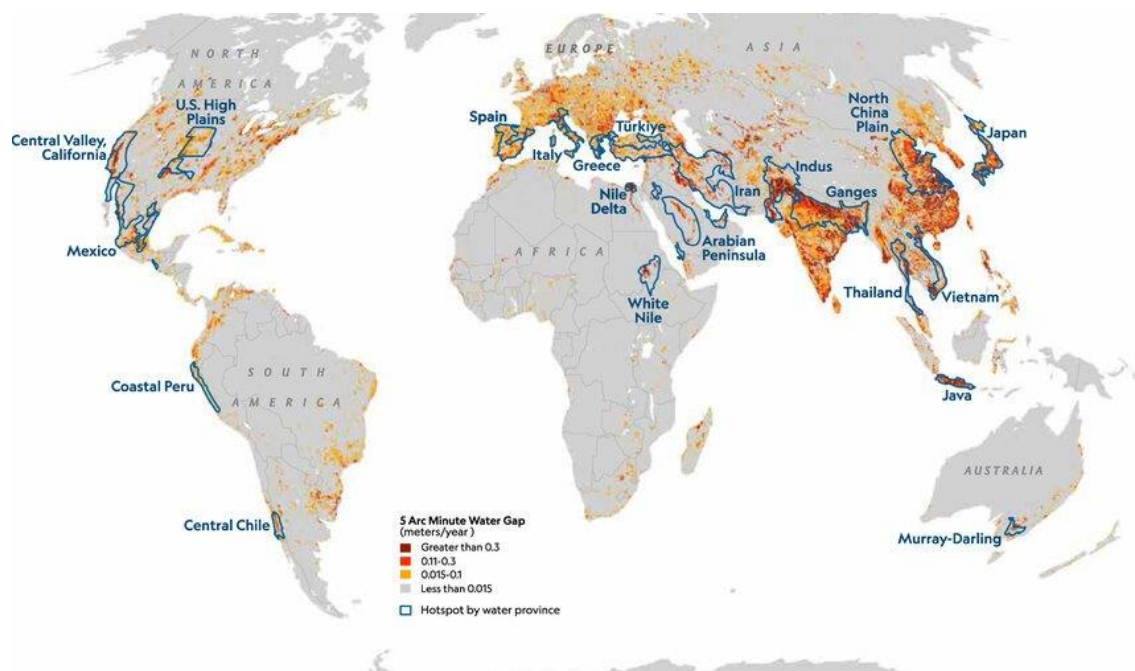 NORTH
AMERICA
EUROPE
ASIA
U.S. High
Plains
Central Valley,
California
Mexico
Spain
Italy
Greece
Türkiye
Nile
Delta
Iran
Indus
Ganges
Arabian
Peninsula
North
China
Plain
Japan
AFRICA
White
Nile
Thailand
Vietnam
Java
Coastal Peru
SOUTH
AMERICA
Central Chile
AUSTRALIA
Murray-Darling
5 Arc Minute Water Gap
(meters/year)
Greater than 0.3
0.11-0.3
0.015-0.1
Less than 0.015
Hotspot by water province